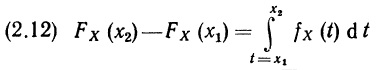 (2.12) F_X (x_2)—F_X (x_1) = ∫_{t=x_1}^{x_2} f_X (t) d t